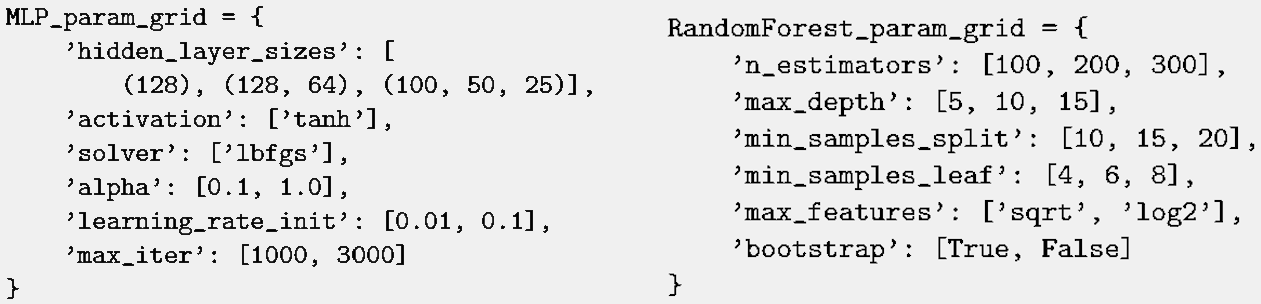 MLP_param_grid = {
    ’hidden_layer_sizes’: [
        (128), (128, 64), (100, 50, 25)],
    ’activation’: [’tanh’],
    ’solver’: [’lbfgs’],
    ’alpha’: [0.1, 1.0],
    ’learning_rate_init’: [0.01, 0.1],
    ’max_iter’: [1000, 3000]
}
RandomForest_param_grid = {
    ’n_estimators’: [100, 200, 300],
    ’max_depth’: [5, 10, 15],
    ’min_samples_split’: [10, 15, 20],
    ’min_samples_leaf’: [4, 6, 8],
    ’max_features’: [’sqrt’, ’log2’],
    ’bootstrap’: [True, False]
}